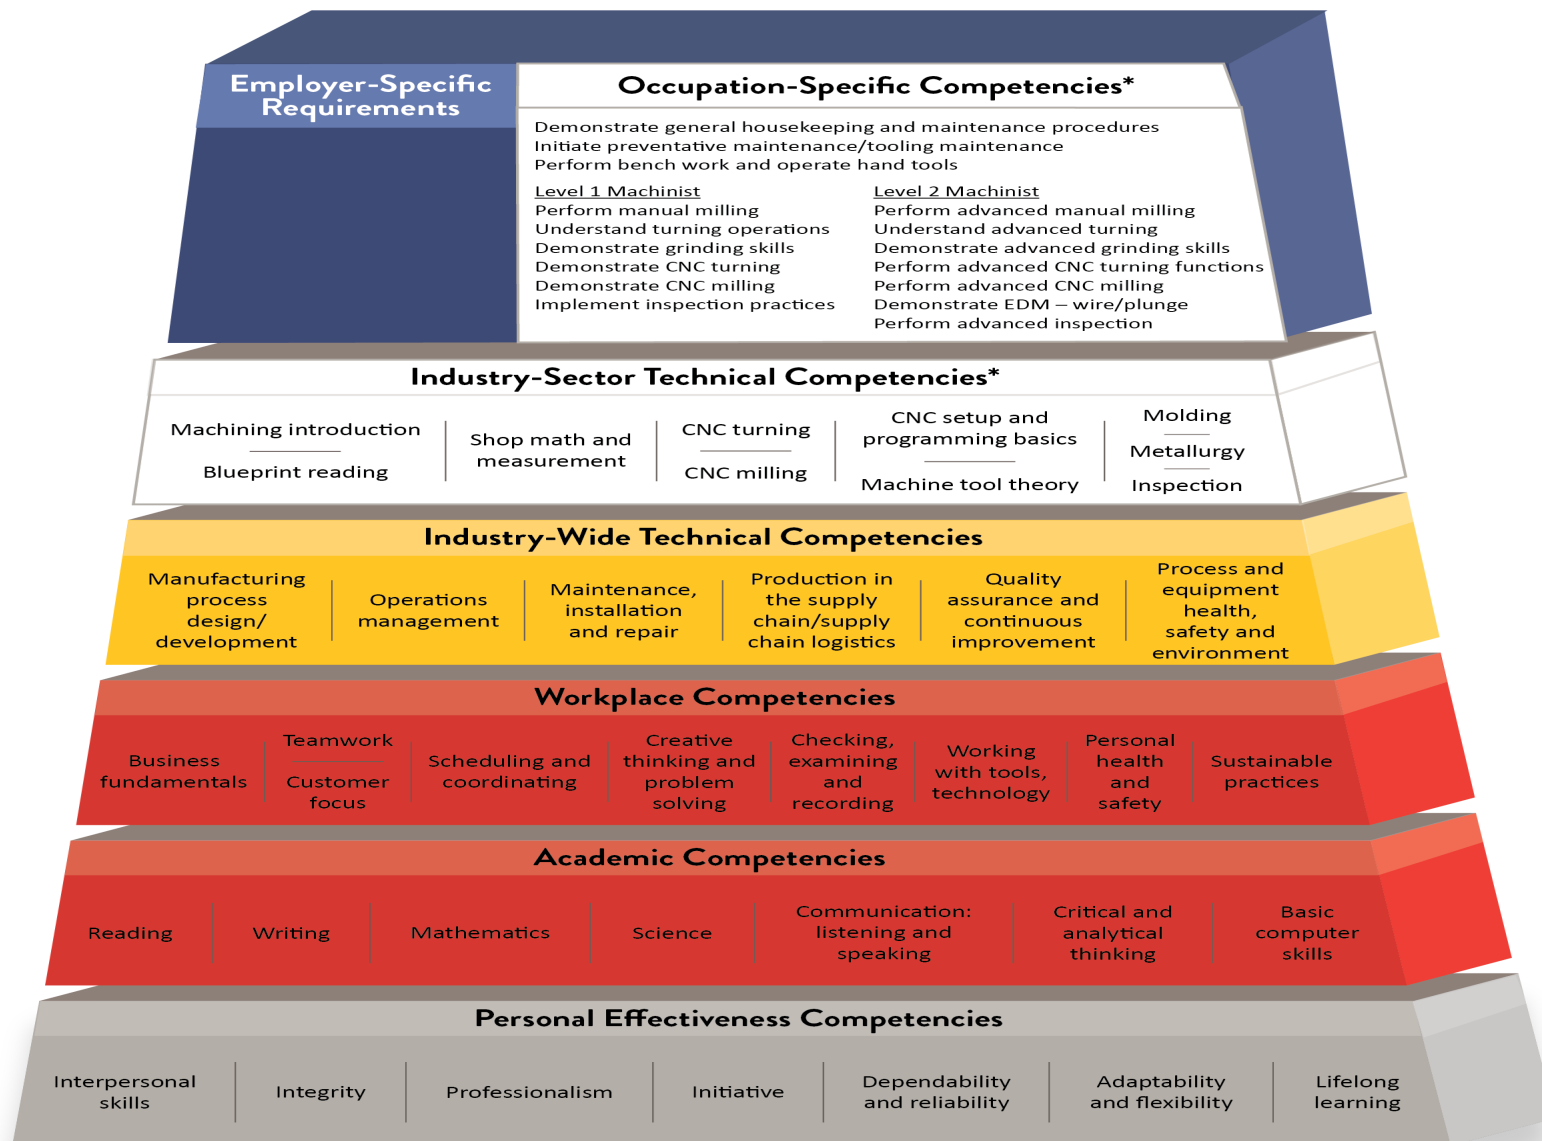 Employer-Specific
Requirements
Occupation-Specific Competencies*
Demonstrate general housekeeping and maintenance procedures
Initiate preventative maintenance/tooling maintenance
Perform bench work and operate hand tools
Level 1 Machinist
Perform manual milling
Understand turning operations
Demonstrate grinding skills
Demonstrate CNC turning
Demonstrate CNC milling
Implement inspection practices
Level 2 Machinist
Perform advanced manual milling
Understand advanced turning
Demonstrate advanced grinding skills
Perform advanced CNC turning functions
Perform advanced CNC milling
Demonstrate EDM – wire/plunge
Perform advanced inspection
Industry-Sector Technical Competencies*
Machining introduction
Blueprint reading
Shop math and
measurement
CNC turning
CNC milling
CNC setup and
programming basics
Machine tool theory
Molding
Metallurgy
Inspection
Industry-Wide Technical Competencies
Manufacturing
process
design/
development
Operations
management
Maintenance,
installation
and repair
Production in
the supply
chain/supply
chain logistics
Quality
assurance and
continuous
improvement
Process and
equipment
health,
safety and
environment
Workplace Competencies
Business
fundamentals
Teamwork
Customer
focus
Scheduling and
coordinating
Creative
thinking and
problem
solving
Checking,
examining
and
recording
Working
with tools,
technology
Personal
health
and
safety
Sustainable
practices
Academic Competencies
Reading
Writing
Mathematics
Science
Communication:
listening and
speaking
Critical and
analytical
thinking
Basic
computer
skills
Personal Effectiveness Competencies
Interpersonal
skills
Integrity
Professionalism
Initiative
Dependability
and reliability
Adaptability
and flexibility
Lifelong
learning